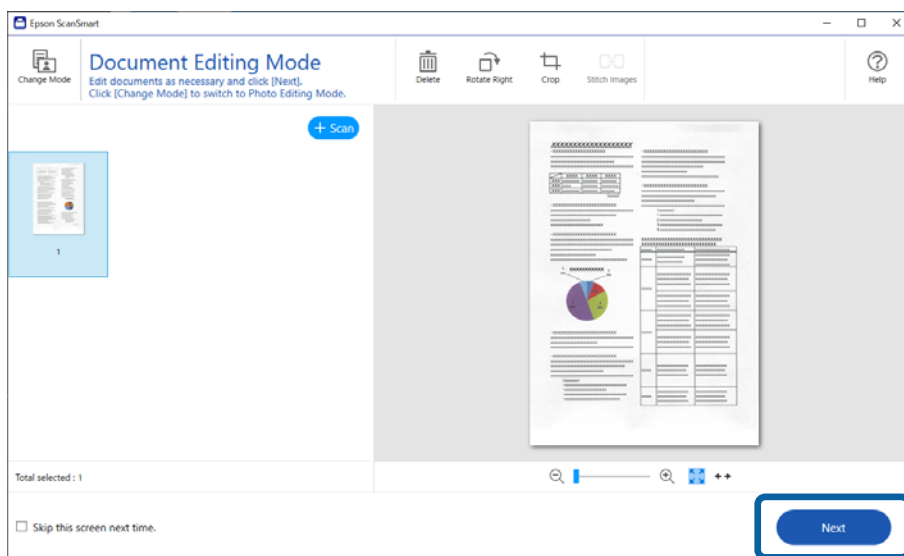 Epson ScanSmart
Change Mode
Document Editing Mode
Edit documents as necessary and click [Next].
Click [Change Mode] to switch to Photo Editing Mode.
Delete
Rotate Right
Crop
Stitch Images
Help
+ Scan
1
Total selected : 1
Skip this screen next time.
Next